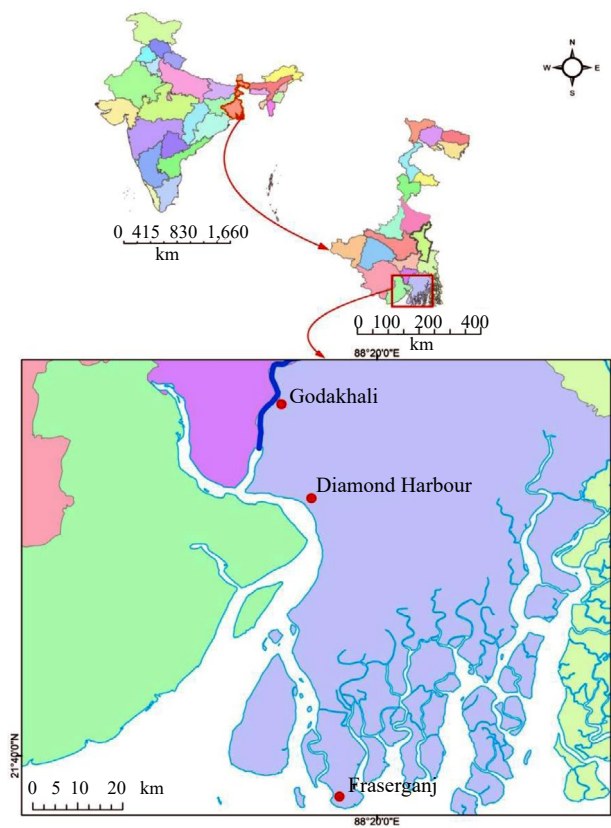 N
W E
S
0 415 830 1,660
km
0 100 200 400
km
88°20'0"E
Godakhali
Diamond Harbour
21°40'0"N
0 5 10 20 km
Fraserganj
88°20'0"E